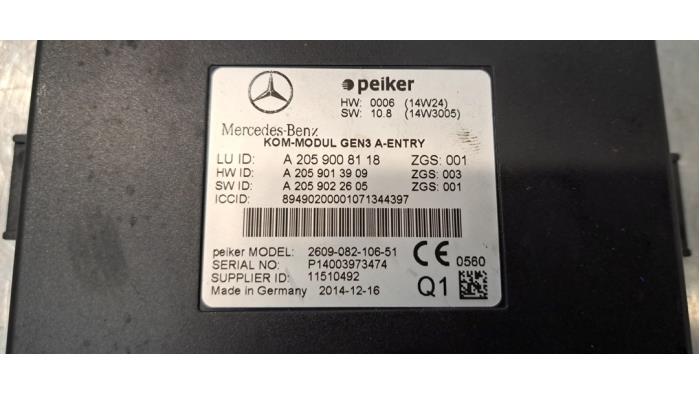 peiker
HW: 0006 (14W24)
SW: 10.8 (14W3005)
Mercedes-Benz
KOM-MODUL GEN3 A-ENTRY
LU ID: A 205 900 81 18 ZGS: 001
HW ID: A 205 901 39 09 ZGS: 003
SW ID: A 205 902 26 05 ZGS: 001
ICCID: 89490200001071344397
peiker MODEL: 2609-082-106-51
SERIAL NO: P14003973474
CE 0560
SUPPLIER ID: 11510492
Made in Germany 2014-12-16 Q1